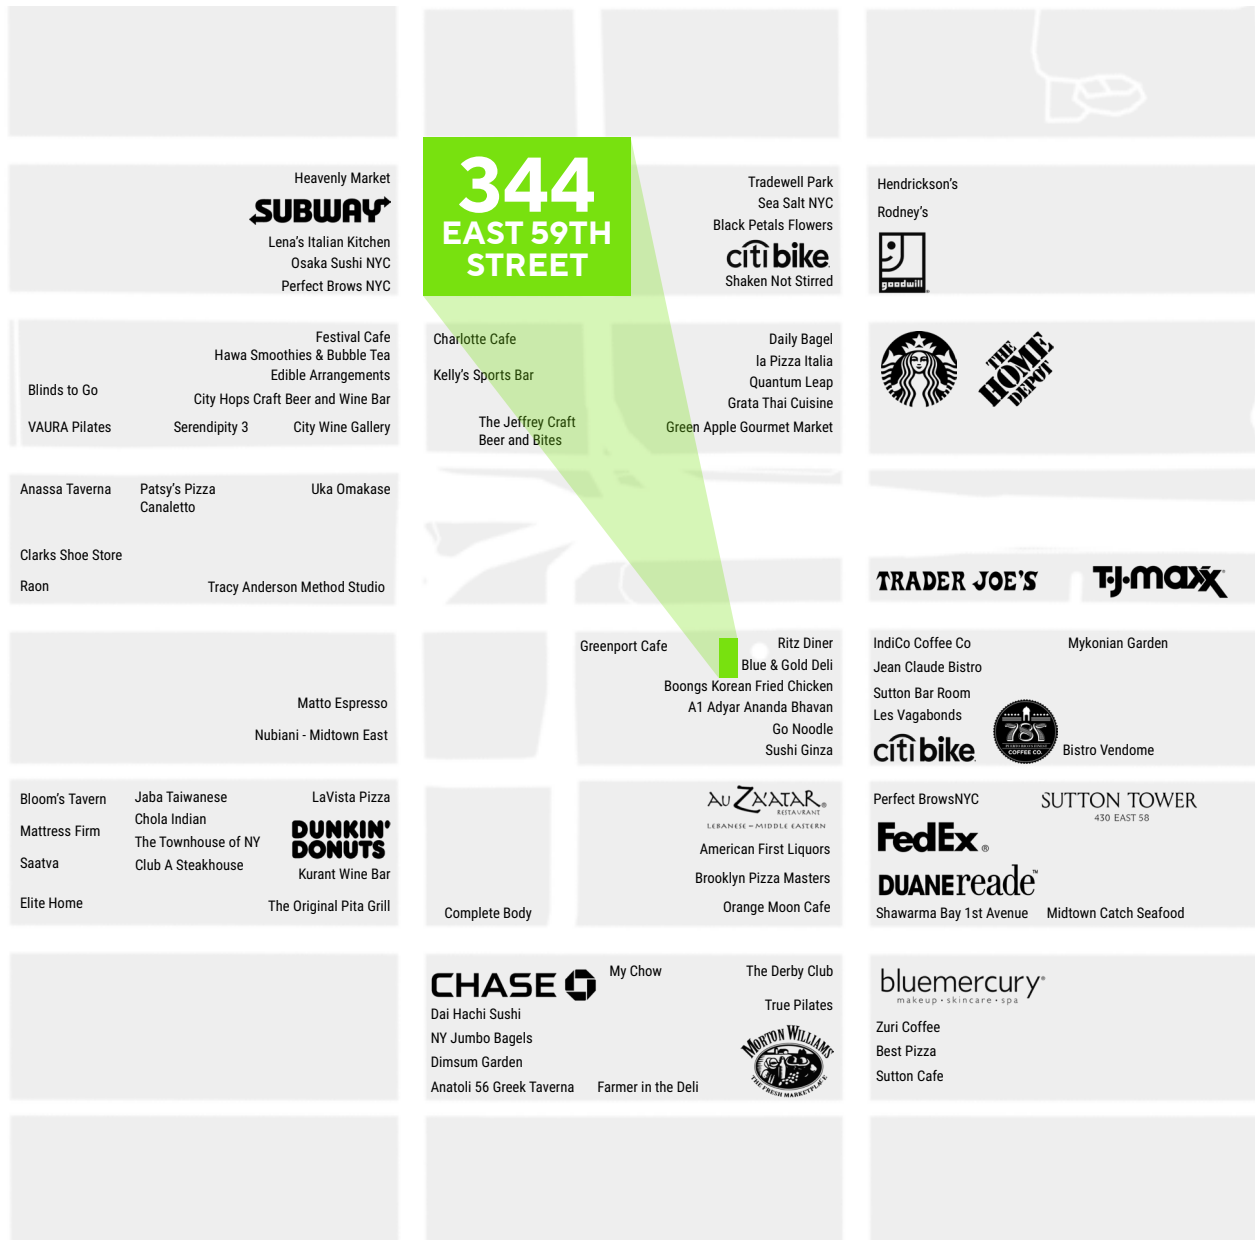 344
EAST 59TH
STREET
Heavenly Market
SUBWAY
Lena's Italian Kitchen
Osaka Sushi NYC
Perfect Brows NYC
Tradewell Park
Sea Salt NYC
Black Petals Flowers
citi bike
Shaken Not Stirred
Hendrickson's
Rodney's
goodwill
Festival Cafe
Hawa Smoothies & Bubble Tea
Edible Arrangements
Blinds to Go
City Hops Craft Beer and Wine Bar
VAURA Pilates
Serendipity 3
City Wine Gallery
Charlotte Cafe
Kelly's Sports Bar
The Jeffrey Craft
Beer and Bites
Daily Bagel
la Pizza Italia
Quantum Leap
Grata Thai Cuisine
Green Apple Gourmet Market
THE
HOME
DEPOT
Anassa Taverna
Patsy's Pizza
Canaletto
Uka Omakase
Clarks Shoe Store
Raon
Tracy Anderson Method Studio
TRADER JOE'S
T·J·maxx
Matto Espresso
Nubiani - Midtown East
Greenport Cafe
Ritz Diner
Blue & Gold Deli
Boongs Korean Fried Chicken
A1 Adyar Ananda Bhavan
Go Noodle
Sushi Ginza
IndiCo Coffee Co
Mykonian Garden
Jean Claude Bistro
Sutton Bar Room
Les Vagabonds
citi bike
787
COFFEE CO.
Bistro Vendome
Bloom's Tavern
Mattress Firm
Saatva
Elite Home
Jaba Taiwanese
Chola Indian
The Townhouse of NY
Club A Steakhouse
LaVista Pizza
DUNKIN'
DONUTS
Kurant Wine Bar
The Original Pita Grill
Complete Body
AU ZA'ATAR
RESTAURANT
LEBANESE – MIDDLE EASTERN
American First Liquors
Brooklyn Pizza Masters
Orange Moon Cafe
Perfect BrowsNYC
SUTTON TOWER
430 EAST 58
FedEx
DUANEreade
Shawarma Bay 1st Avenue
Midtown Catch Seafood
CHASE
My Chow
The Derby Club
Dai Hachi Sushi
True Pilates
NY Jumbo Bagels
Dimsum Garden
Anatoli 56 Greek Taverna
Farmer in the Deli
MORTON WILLIAMS
THE FRESH MARKETPLACE
bluemercury
makeup · skincare · spa
Zuri Coffee
Best Pizza
Sutton Cafe